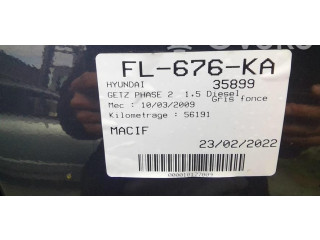 FL-676-KA
HYUNDAI 35899
GETZ PHASE 2 1.5 Diesel
Gris fonce
Mec : 10/03/2009
Kilometrage : 56191
MACIF
23/02/2022